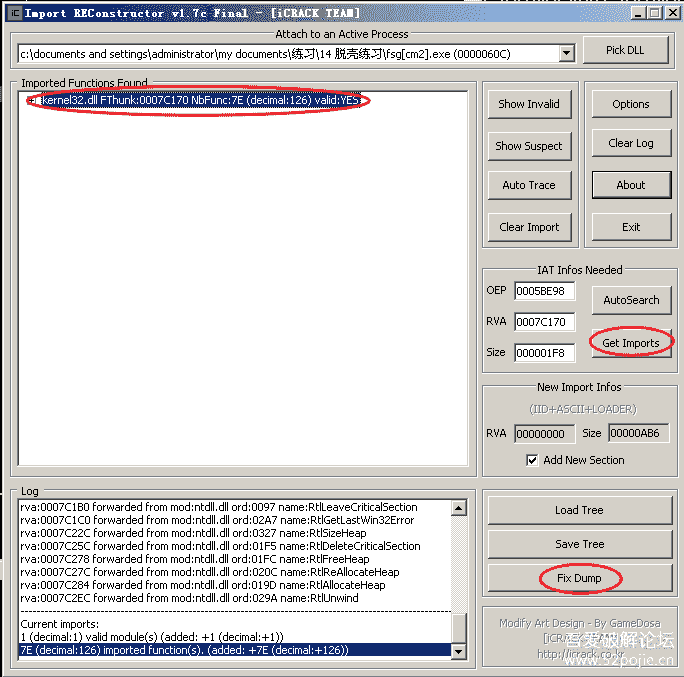 Import REConstructor v1.7c Final - [iCRACK TEAM]
Attach to an Active Process
c:\documents and settings\administrator\my documents\练习\14 脱壳练习\fsg[cm2].exe (0000060C)
Pick DLL
Imported Functions Found
kernel32.dll FThunk:0007C170 NbFunc:7E (decimal:126) valid:YES
Show Invalid
Show Suspect
Auto Trace
Clear Import
Options
Clear Log
About
Exit
IAT Infos Needed
OEP 0005BE98
AutoSearch
RVA 0007C170
Get Imports
Size 000001F8
New Import Infos
(IID+ASCII+LOADER)
RVA 00000000 Size 00000AB6
Add New Section
Log
rva:0007C1B0 forwarded from mod:ntdll.dll ord:0097 name:RtlLeaveCriticalSection
rva:0007C1C0 forwarded from mod:ntdll.dll ord:02A7 name:RtlGetLastWin32Error
rva:0007C22C forwarded from mod:ntdll.dll ord:0327 name:RtlSizeHeap
rva:0007C25C forwarded from mod:ntdll.dll ord:01F5 name:RtlDeleteCriticalSection
rva:0007C278 forwarded from mod:ntdll.dll ord:01FC name:RtlFreeHeap
rva:0007C27C forwarded from mod:ntdll.dll ord:020C name:RtlReAllocateHeap
rva:0007C284 forwarded from mod:ntdll.dll ord:019D name:RtlAllocateHeap
rva:0007C2EC forwarded from mod:ntdll.dll ord:029A name:RtlUnwind
Current imports:
1 (decimal:1) valid module(s) (added: +1 (decimal:+1))
7E (decimal:126) imported function(s). (added: +7E (decimal:+126))
Load Tree
Save Tree
Fix Dump
Modify Art Design - By GameDosa
[iCRACK TEAM]
http://icrack.co.kr
吾爱破解论坛
www.52pojie.cn